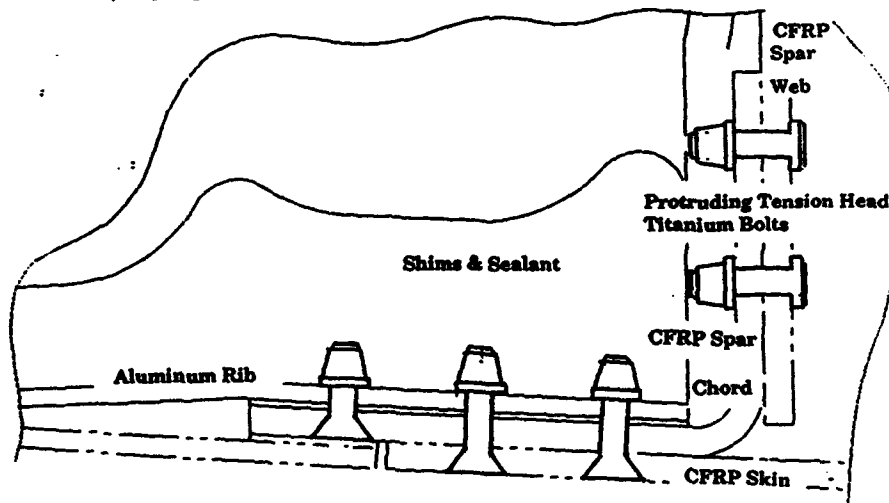 CFRP
Spar
Web
Protruding Tension Head
Titanium Bolts
Shims & Sealant
CFRP Spar
Aluminum Rib
Chord
CFRP Skin